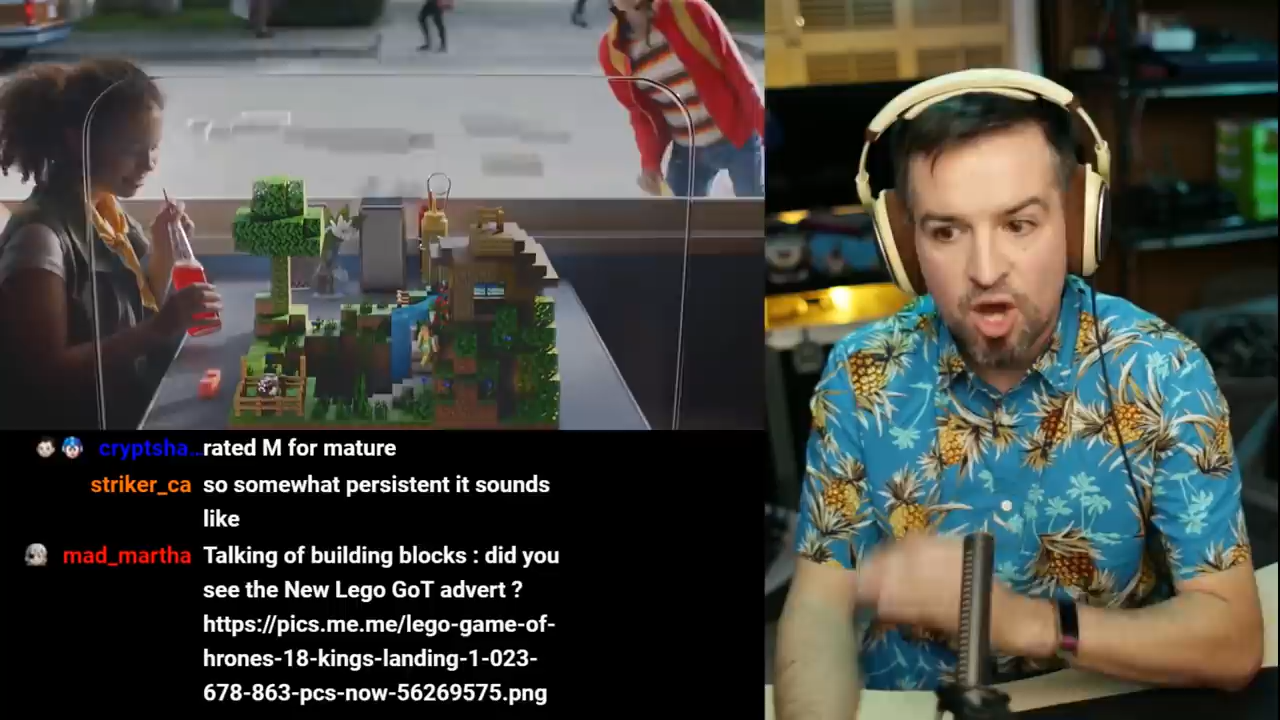 cryptsha.. rated M for mature
striker_ca so somewhat persistent it sounds
like
mad_martha Talking of building blocks : did you
see the New Lego GoT advert ?
https://pics.me.me/lego-game-of-
hrones-18-kings-landing-1-023-
678-863-pcs-now-56269575.png